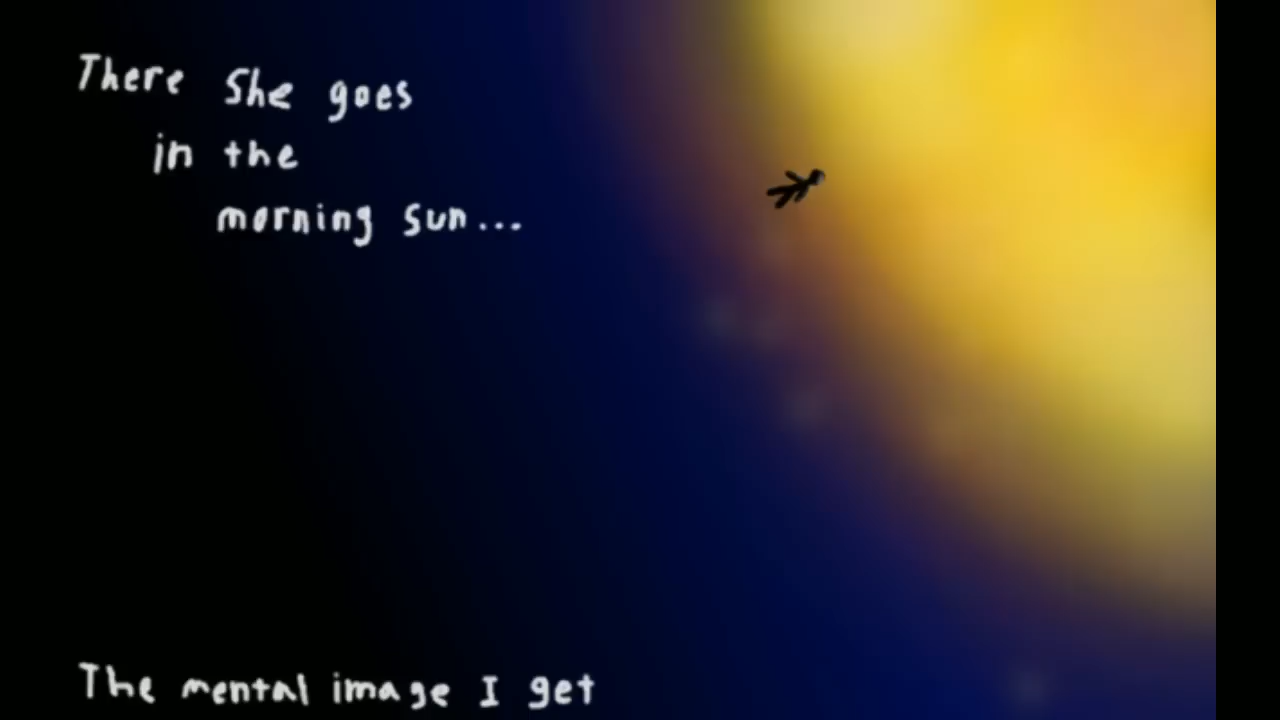 There She goes
in the
morning sun...
The mental image I get